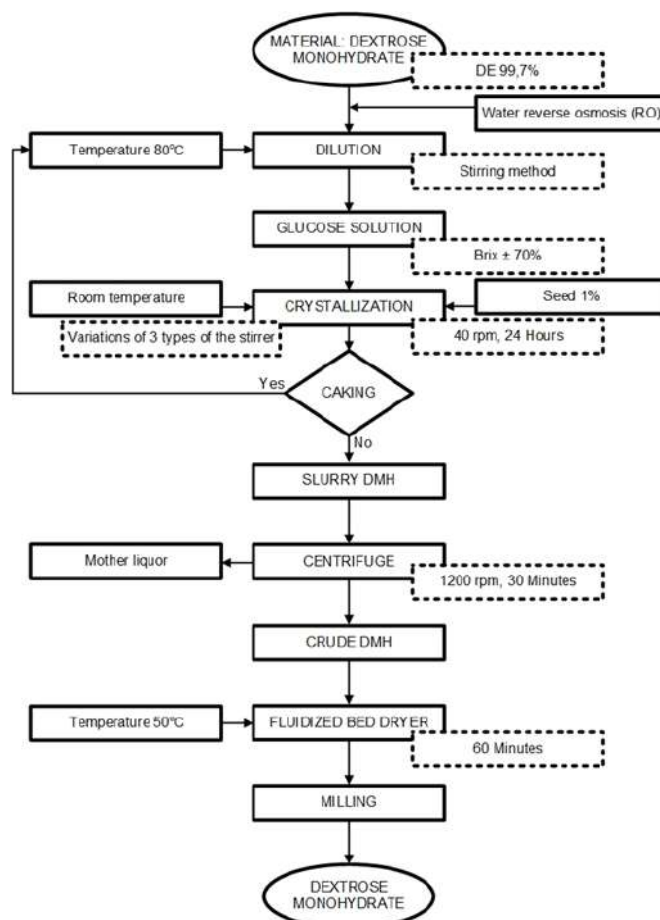 MATERIAL: DEXTROSE
MONOHYDRATE
DE 99,7%
Water reverse osmosis (RO)
Temperature 80°C
DILUTION
Stirring method
GLUCOSE SOLUTION
Brix ± 70%
Room temperature
CRYSTALLIZATION
Seed 1%
Variations of 3 types of the stirrer
40 rpm, 24 Hours
Yes
CAKING
No
SLURRY DMH
Mother liquor
CENTRIFUGE
1200 rpm, 30 Minutes
CRUDE DMH
Temperature 50°C
FLUIDIZED BED DRYER
60 Minutes
MILLING
DEXTROSE
MONOHYDRATE